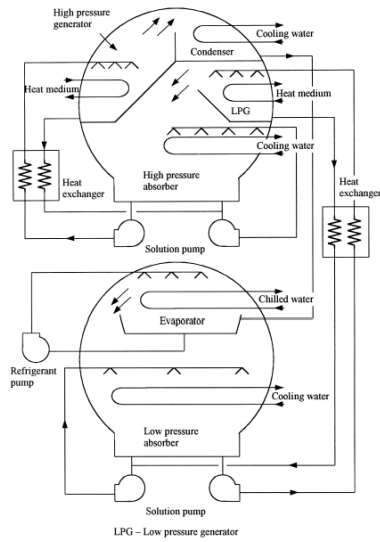 High pressure
generator
Cooling water
Condenser
Heat medium
Heat medium
LPG
Cooling water
High pressure
absorber
Heat
exchanger
Heat
exchanger
Solution pump
Chilled water
Evaporator
Refrigerant
pump
Cooling water
Low pressure
absorber
Solution pump
LPG – Low pressure generator